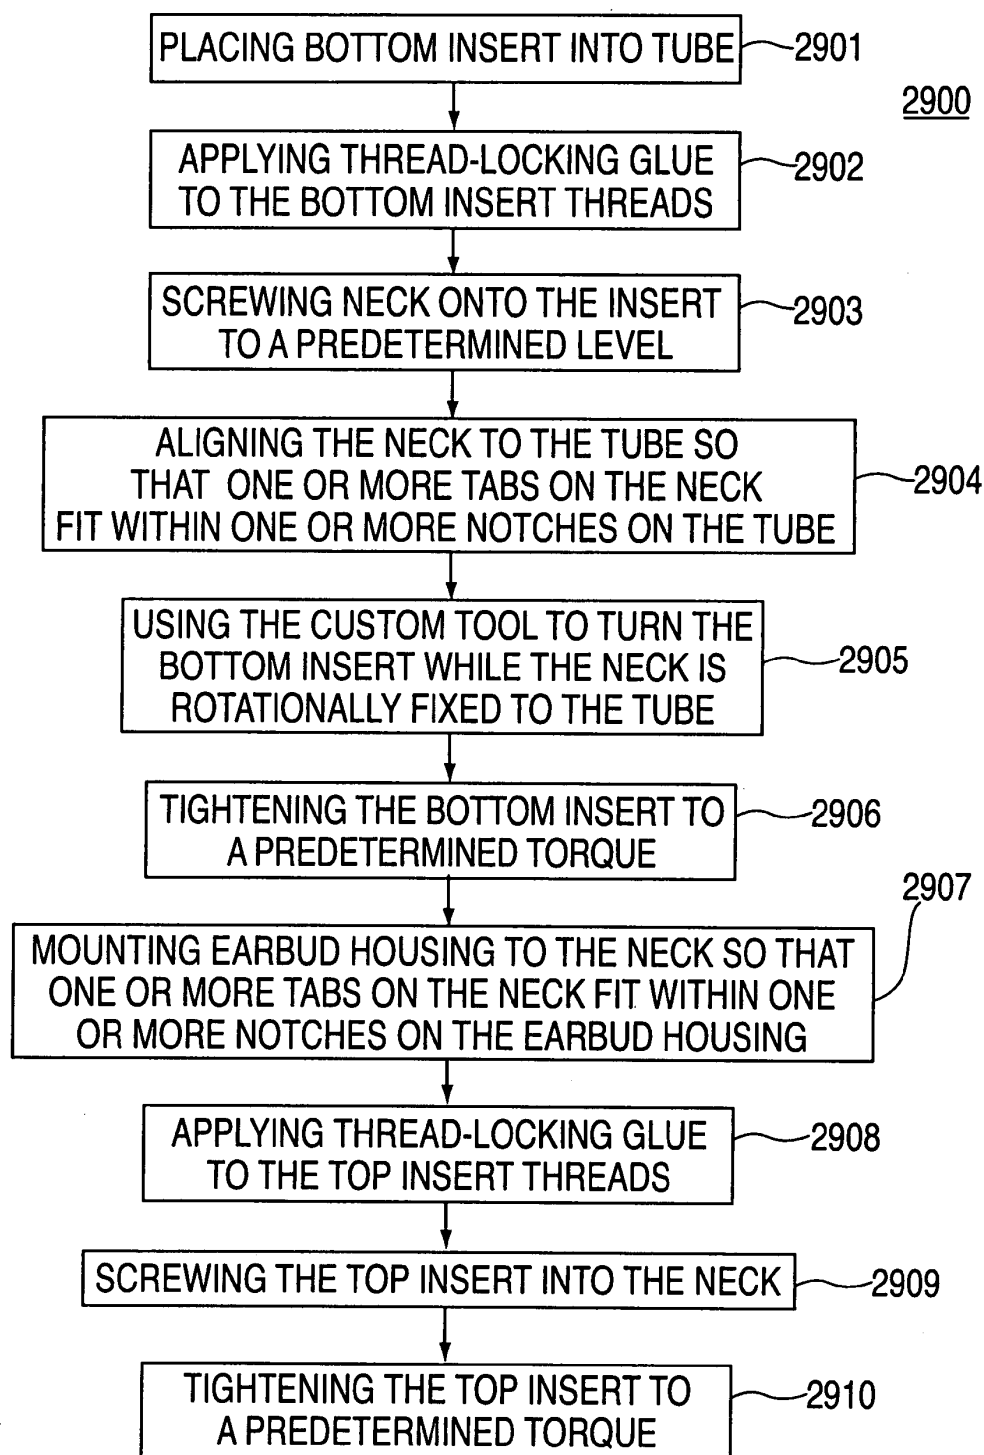 PLACING BOTTOM INSERT INTO TUBE
2901
2900
APPLYING THREAD-LOCKING GLUE
TO THE BOTTOM INSERT THREADS
2902
SCREWING NECK ONTO THE INSERT
TO A PREDETERMINED LEVEL
2903
ALIGNING THE NECK TO THE TUBE SO
THAT ONE OR MORE TABS ON THE NECK
FIT WITHIN ONE OR MORE NOTCHES ON THE TUBE
2904
USING THE CUSTOM TOOL TO TURN THE
BOTTOM INSERT WHILE THE NECK IS
ROTATIONALLY FIXED TO THE TUBE
2905
TIGHTENING THE BOTTOM INSERT TO
A PREDETERMINED TORQUE
2906
2907
MOUNTING EARBUD HOUSING TO THE NECK SO THAT
ONE OR MORE TABS ON THE NECK FIT WITHIN ONE
OR MORE NOTCHES ON THE EARBUD HOUSING
APPLYING THREAD-LOCKING GLUE
TO THE TOP INSERT THREADS
2908
SCREWING THE TOP INSERT INTO THE NECK
2909
TIGHTENING THE TOP INSERT TO
A PREDETERMINED TORQUE
2910